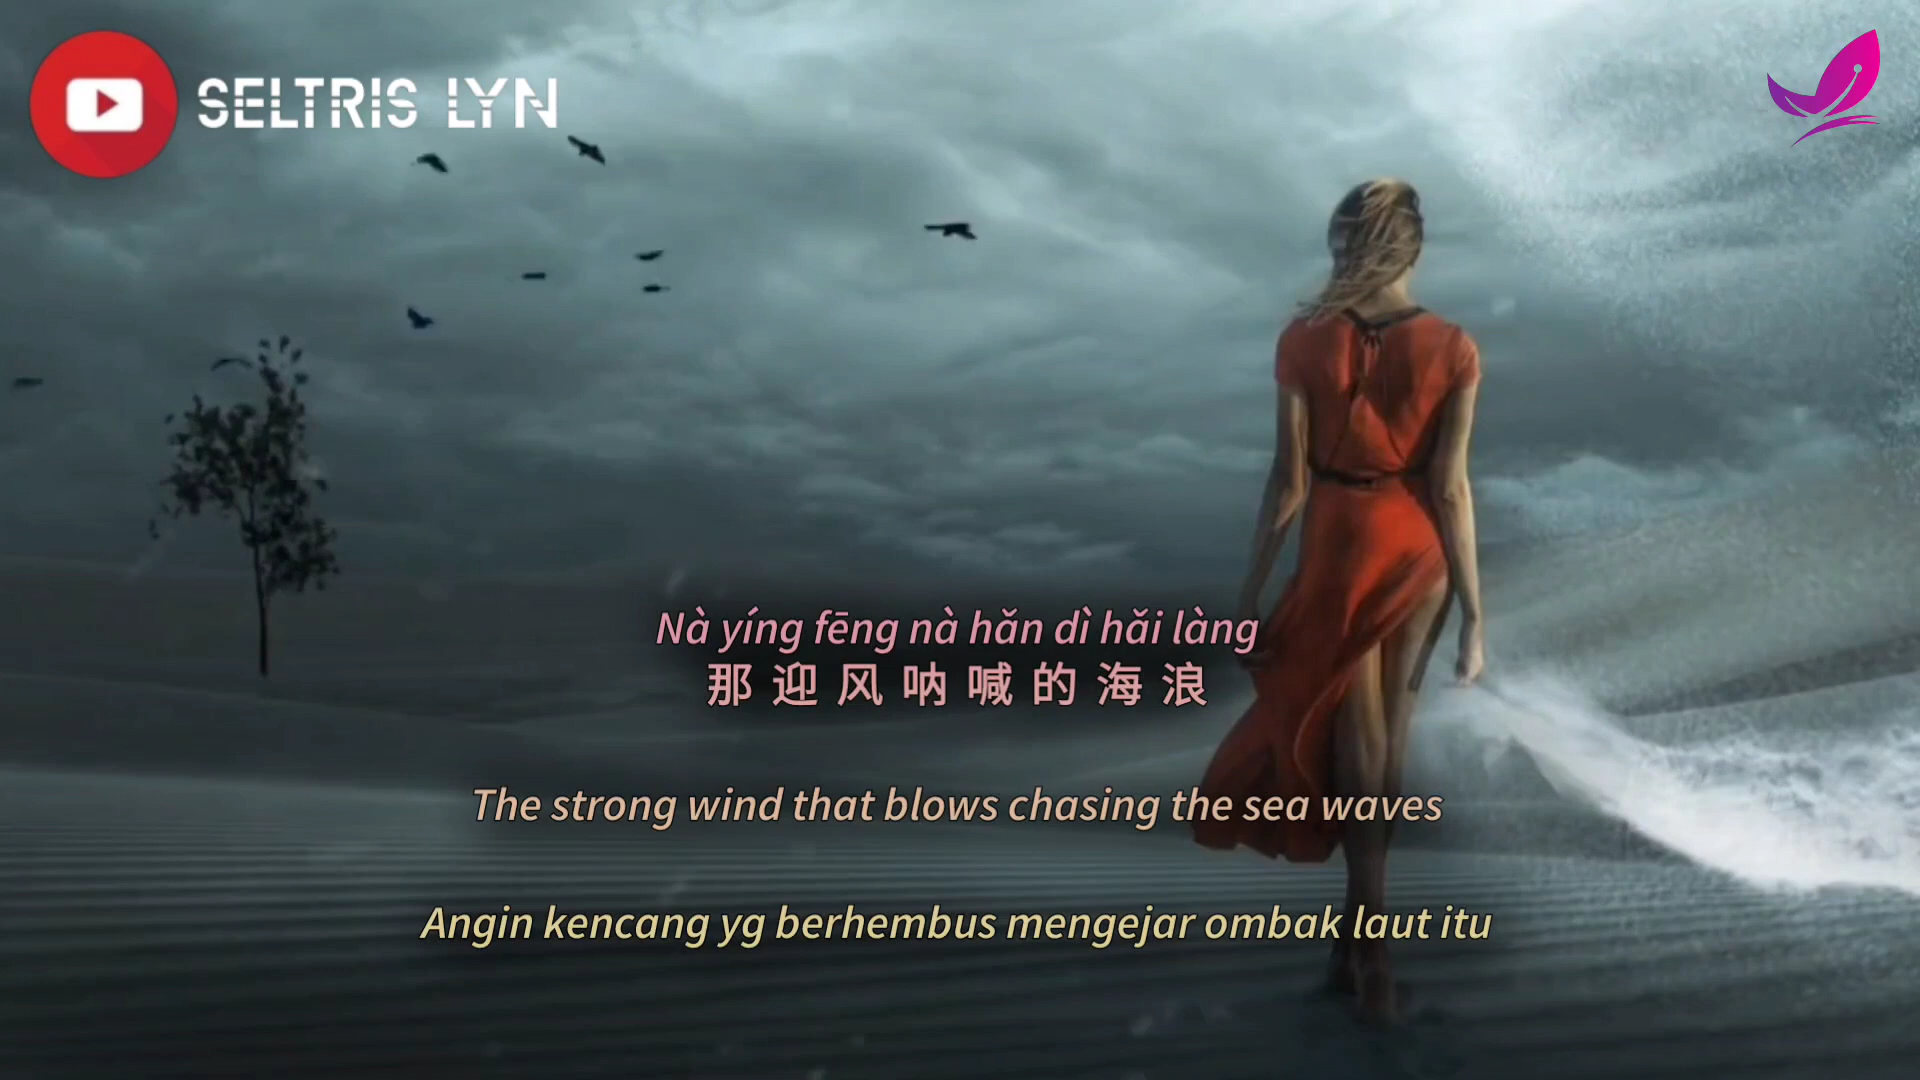 SELTRIS LYN
Nà yíng fēng nà hǎn dì hǎi làng
那迎风呐喊的海浪
The strong wind that blows chasing the sea waves
Angin kencang yg berhembus mengejar ombak laut itu